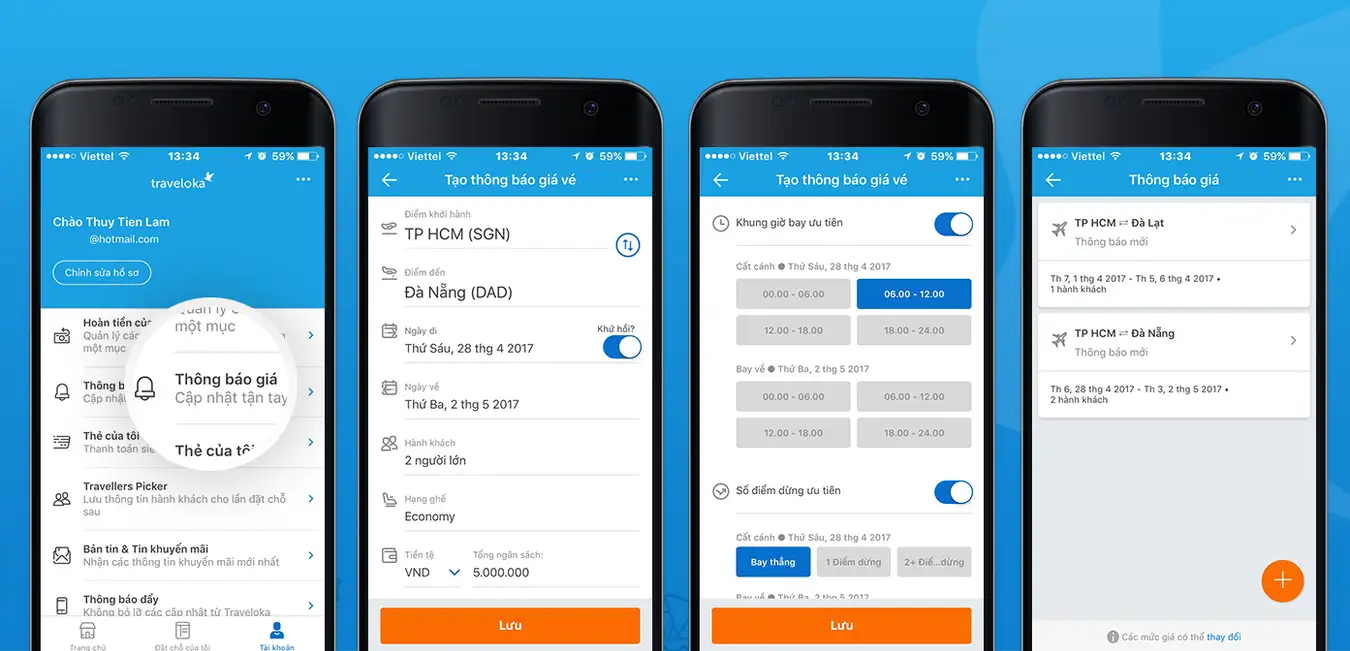 Viettel 13:34 59%
traveloka
Chào Thuy Tien Lam
@hotmail.com
Chỉnh sửa hồ sơ
Hoàn tiền của
Quản lý các
một mục
Quản lý c
một mục
Thông báo giá
Cập nhật tận tay
Thẻ của tôi
Thông b
Cập nhật
Thẻ của tôi
Thanh toán siê
Travellers Picker
Lưu thông tin hành khách cho lần đặt chỗ
sau
Bản tin & Tin khuyến mãi
Nhận các thông tin khuyến mãi mới nhất
Thông báo đẩy
Không bỏ lỡ các cập nhật từ Traveloka
Trang chủ Đặt chỗ của tôi Tài khoản
Viettel 13:34 59%
Tạo thông báo giá vé
Điểm khởi hành
TP HCM (SGN)
Điểm đến
Đà Nẵng (DAD)
Ngày đi Khứ hồi?
Thứ Sáu, 28 thg 4 2017
Ngày về
Thứ Ba, 2 thg 5 2017
Hành khách
2 người lớn
Hạng ghế
Economy
Tiền tệ Tổng ngân sách:
VND 5.000.000
Lưu
Viettel 13:34 59%
Tạo thông báo giá vé
Khung giờ bay ưu tiên
Cất cánh ● Thứ Sáu, 28 thg 4 2017
00.00 - 06.00 06.00 - 12.00
12.00 - 18.00 18.00 - 24.00
Bay về ● Thứ Ba, 2 thg 5 2017
00.00 - 06.00 06.00 - 12.00
12.00 - 18.00 18.00 - 24.00
Số điểm dừng ưu tiên
Cất cánh ● Thứ Sáu, 28 thg 4 2017
Bay thẳng 1 Điểm dừng 2+ Điể...dừng
Bay về ● Thứ Ba, 2 thg 5 2017
Lưu
Viettel 13:34 59%
Thông báo giá
TP HCM ⇌ Đà Lạt
Thông báo mới
Th 7, 1 thg 4 2017 - Th 5, 6 thg 4 2017 •
1 hành khách
TP HCM ⇌ Đà Nẵng
Thông báo mới
Th 6, 28 thg 4 2017 - Th 3, 2 thg 5 2017 •
2 hành khách
Các mức giá có thể thay đổi